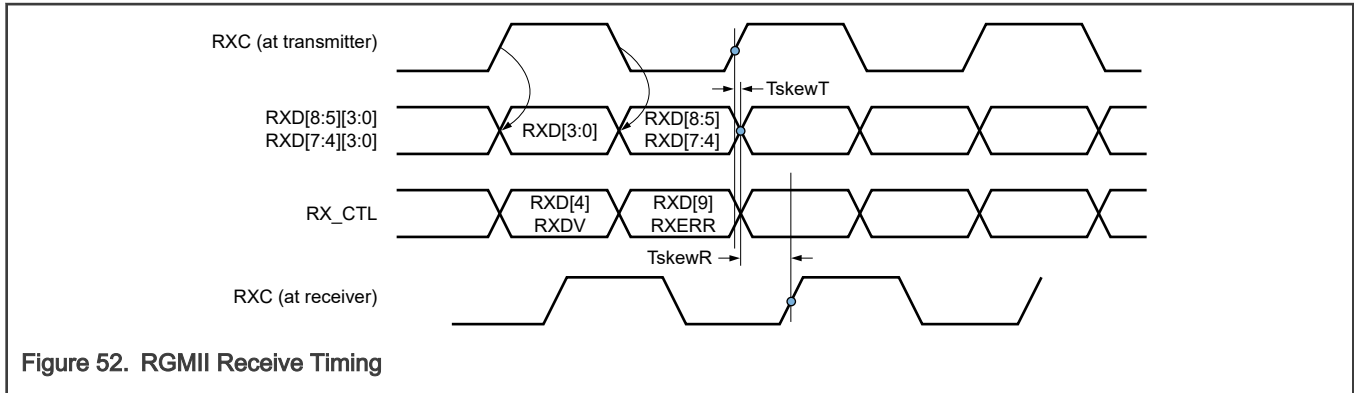 RXC (at transmitter)
TskewT
RXD[8:5][3:0]
RXD[7:4][3:0]
RXD[3:0]
RXD[8:5]
RXD[7:4]
RX_CTL
RXD[4]
RXDV
RXD[9]
RXERR
TskewR
RXC (at receiver)
Figure 52. RGMII Receive Timing